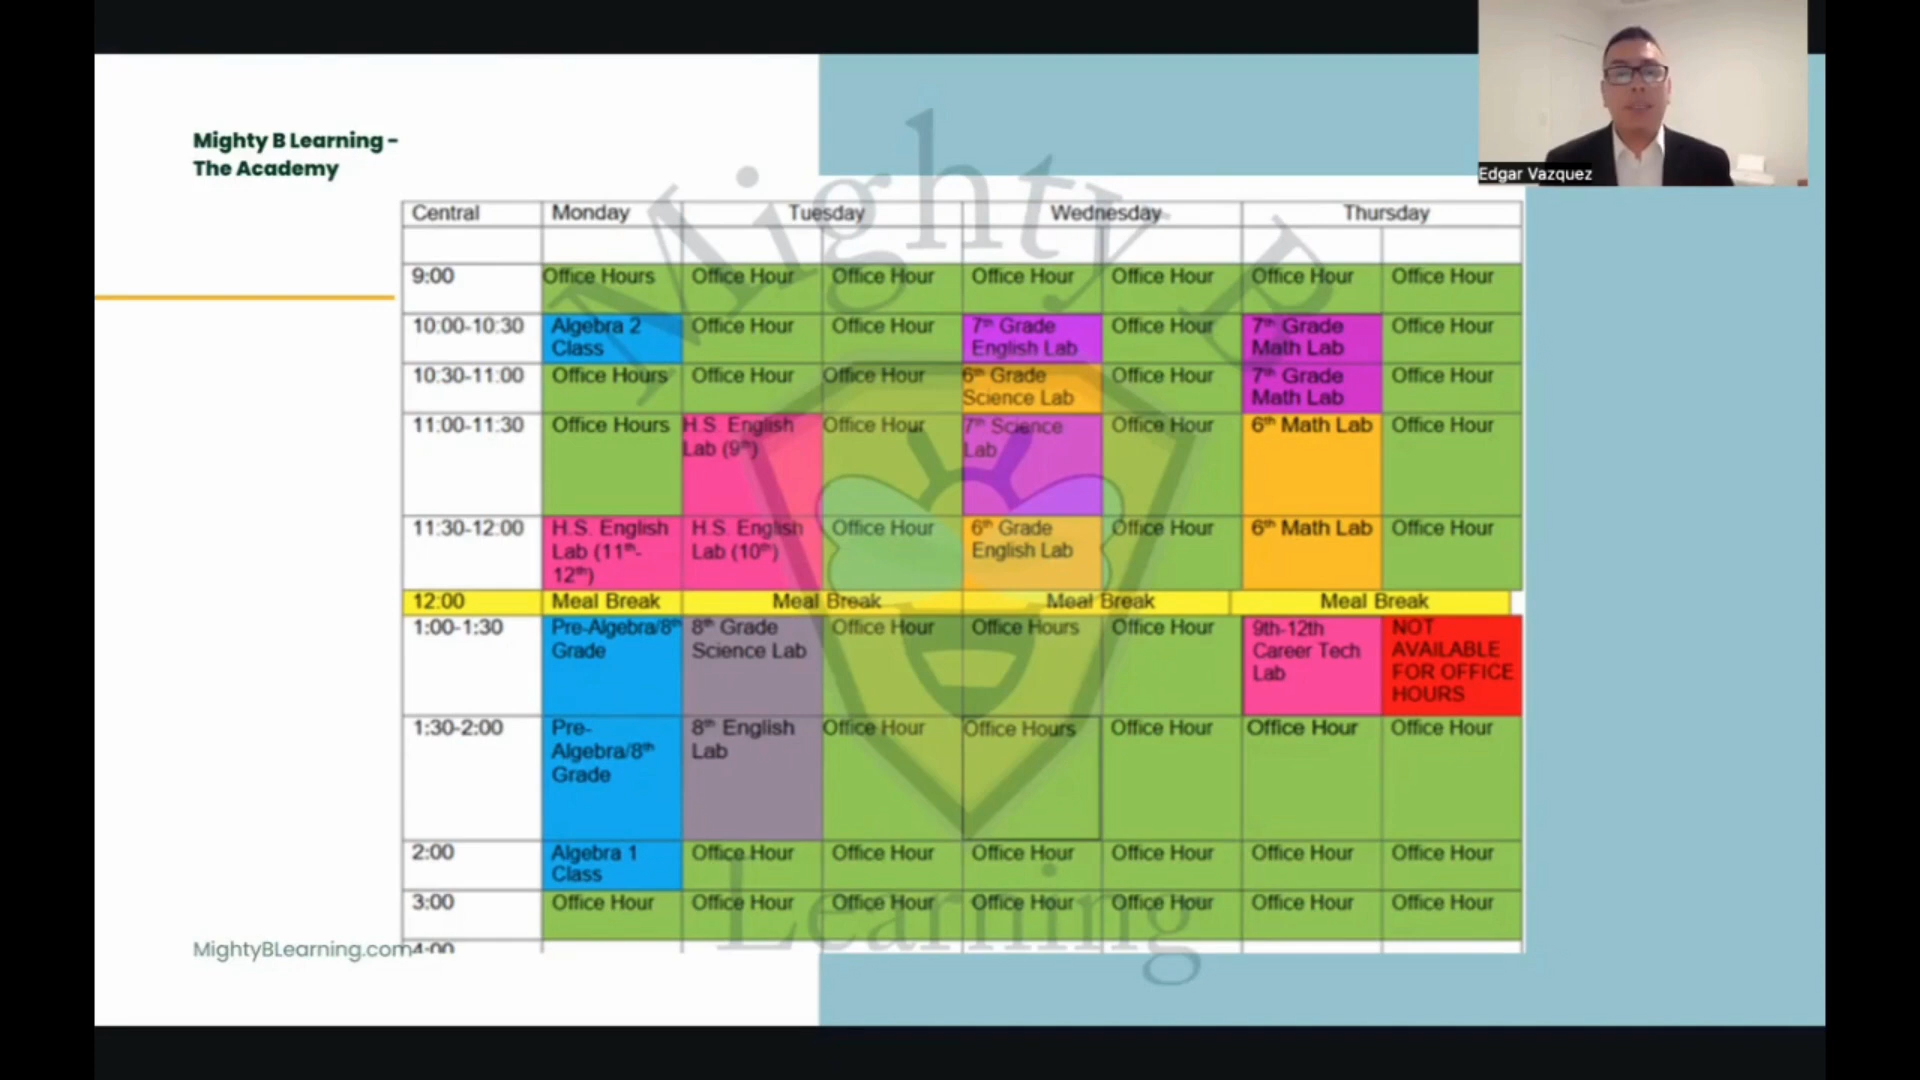 Edgar Vazquez
Mighty B Learning -
The Academy
Mighty B
Learning
Central Monday Tuesday Wednesday Thursday
9:00 Office Hours Office Hour Office Hour Office Hour Office Hour Office Hour Office Hour
10:00-10:30 Algebra 2 Office Hour Office Hour 7th Grade Office Hour 7th Grade Office Hour
Class English Lab Math Lab
10:30-11:00 Office Hours Office Hour Office Hour 6th Grade Office Hour 7th Grade Office Hour
Science Lab Math Lab
11:00-11:30 Office Hours H.S. English Office Hour 7th Science Office Hour 6th Math Lab Office Hour
Lab (9th) Lab
11:30-12:00 H.S. English H.S. English Office Hour 6th Grade Office Hour 6th Math Lab Office Hour
Lab (11th- Lab (10th) English Lab
12th)
12:00 Meal Break Meal Break Meal Break Meal Break
1:00-1:30 Pre-Algebra/8th 8th Grade Office Hour Office Hours Office Hour 9th-12th NOT
Grade Science Lab Career Tech AVAILABLE
Lab FOR OFFICE
HOURS
1:30-2:00 Pre- 8th English Office Hour Office Hours Office Hour Office Hour Office Hour
Algebra/8th Lab
Grade
2:00 Algebra 1 Office Hour Office Hour Office Hour Office Hour Office Hour Office Hour
Class
3:00 Office Hour Office Hour Office Hour Office Hour Office Hour Office Hour Office Hour
MightyBLearning.com 4:00